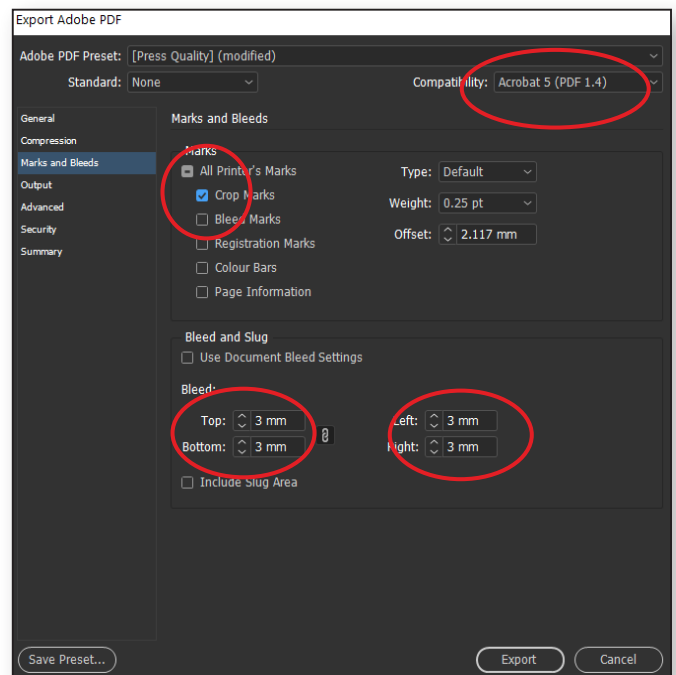 Export Adobe PDF
Adobe PDF Preset: [Press Quality] (modified)
Standard: None Compatibility: Acrobat 5 (PDF 1.4)
General
Compression
Marks and Bleeds
Output
Advanced
Security
Summary
Marks and Bleeds
Marks
All Printer's Marks
Crop Marks
Bleed Marks
Registration Marks
Colour Bars
Page Information
Type: Default
Weight: 0.25 pt
Offset: 2.117 mm
Bleed and Slug
Use Document Bleed Settings
Bleed:
Top: 3 mm
Bottom: 3 mm
Left: 3 mm
Right: 3 mm
Include Slug Area
Save Preset... Export Cancel